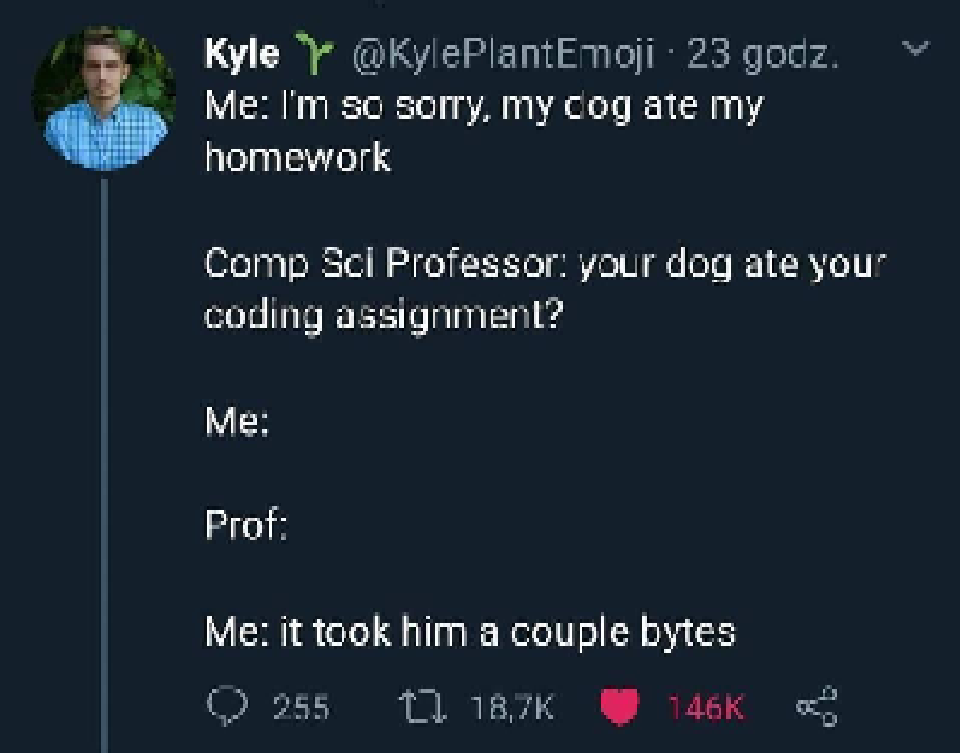 Kyle 🌱 @KylePlantEmoji · 23 godz.
Me: I'm so sorry, my dog ate my
homework
Comp Sci Professor: your dog ate your
coding assignment?
Me:
Prof:
Me: it took him a couple bytes
255 18,7K 146K